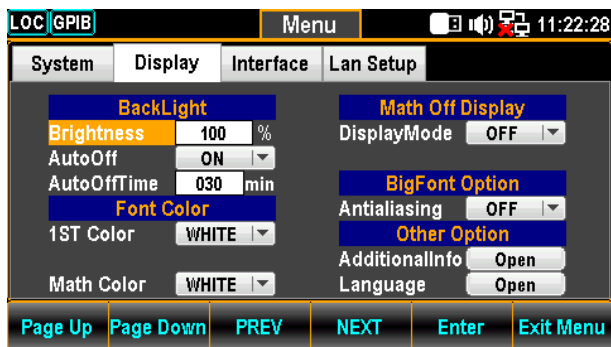 LOC GPIB Menu 11:22:28
System Display Interface Lan Setup
BackLight
Brightness 100 %
AutoOff ON
AutoOffTime 030 min
Font Color
1ST Color WHITE
Math Color WHITE
Math Off Display
DisplayMode OFF
BigFont Option
Antialiasing OFF
Other Option
AdditionalInfo Open
Language Open
Page Up Page Down PREV NEXT Enter Exit Menu